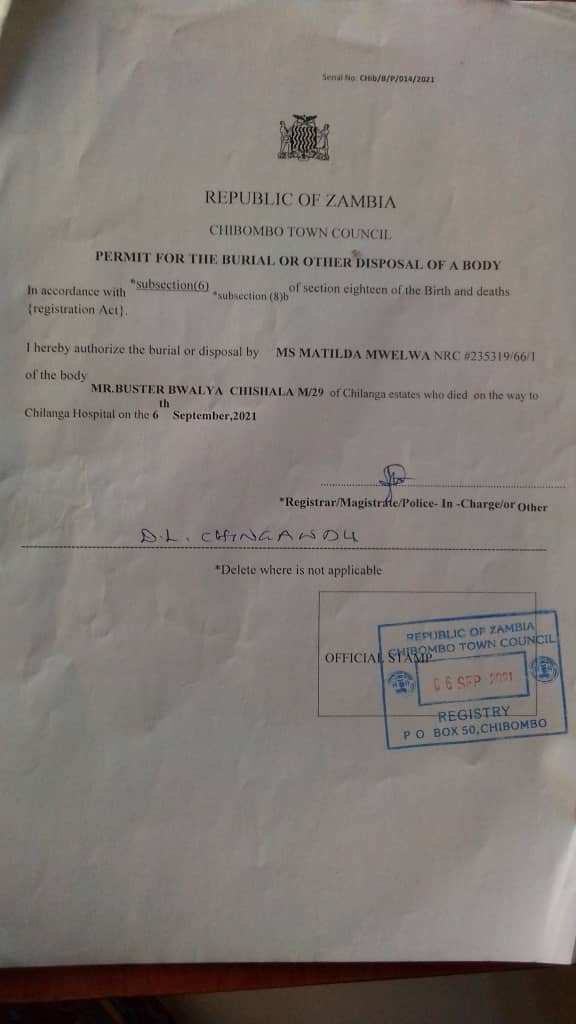 Serial No: CHib/B/P/014/2021
REPUBLIC OF ZAMBIA
CHIBOMBO TOWN COUNCIL
PERMIT FOR THE BURIAL OR OTHER DISPOSAL OF A BODY
In accordance with *subsection(6) *subsection (8)b of section eighteen of the Birth and deaths
{registration Act}.
I hereby authorize the burial or disposal by MS MATILDA MWELWA NRC #235319/66/1
of the body
MR.BUSTER BWALYA CHISHALA M/29 of Chilanga estates who died on the way to
Chilanga Hospital on the 6th September,2021
*Registrar/Magistrate/Police- In -Charge/or Other
D.L. CHINGANDU
*Delete where is not applicable
OFFICIAL STAMP
REPUBLIC OF ZAMBIA
CHIBOMBO TOWN COUNCIL
06 SEP 2021
REGISTRY
P O BOX 50, CHIBOMBO